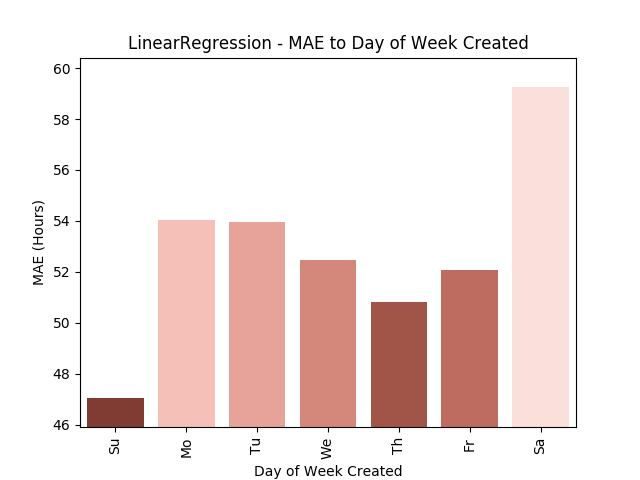 LinearRegression - MAE to Day of Week Created
60
58
56
54
52
50
48
46
MAE (Hours)
Su
Mo
Tu
We
Th
Fr
Sa
Day of Week Created